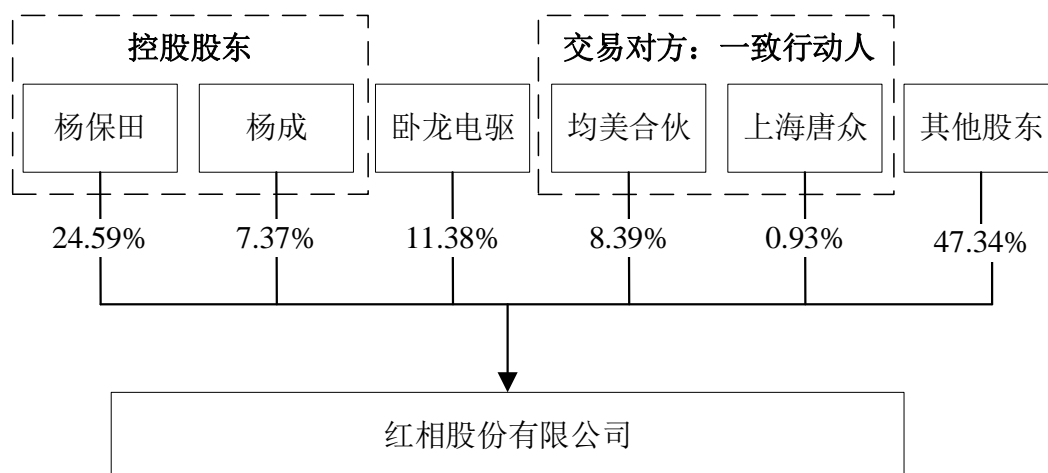 控股股东
交易对方：一致行动人
杨保田
杨成
卧龙电驱
均美合伙
上海唐众
其他股东
24.59%
7.37%
11.38%
8.39%
0.93%
47.34%
红相股份有限公司